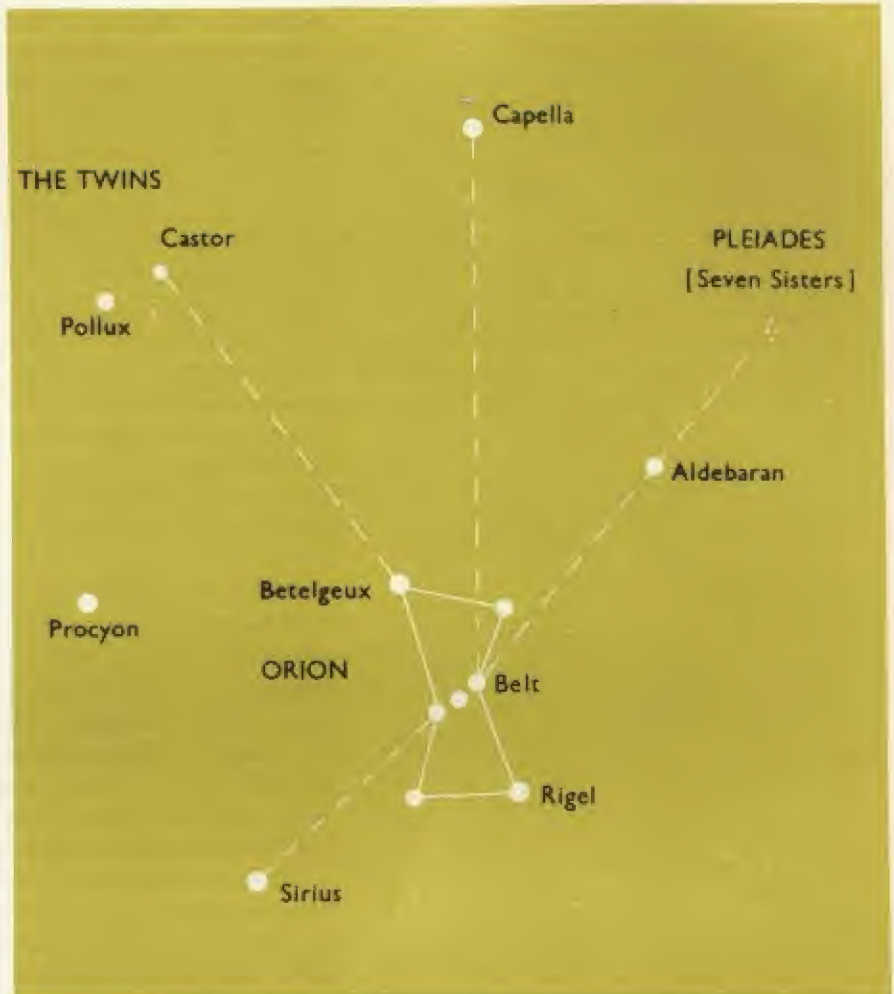 Capella
THE TWINS
Castor
PLEIADES
[Seven Sisters]
Pollux
Aldebaran
Betelgeux
Procyon
ORION
Belt
Rigel
Sirius